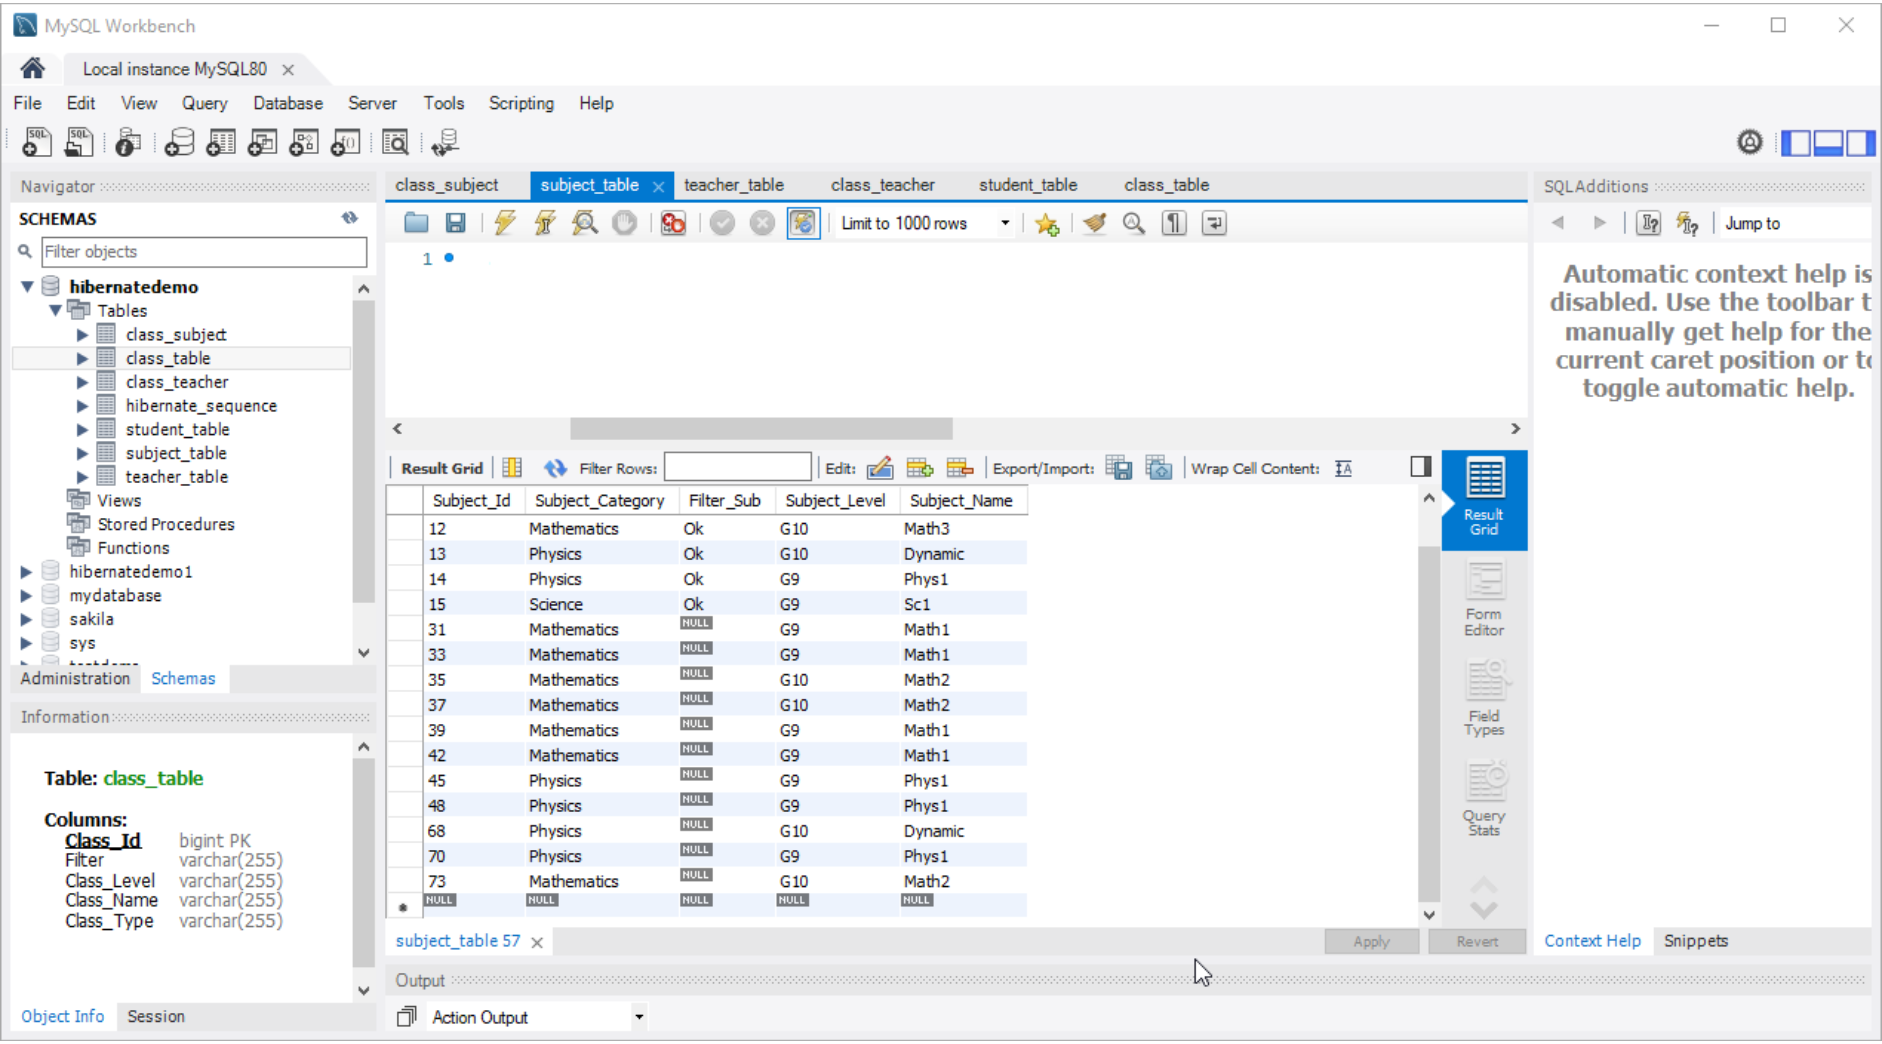 MySQL Workbench
Local instance MySQL80
File Edit View Query Database Server Tools Scripting Help
Navigator
SCHEMAS
Filter objects
hibernatedemo
Tables
class_subject
class_table
class_teacher
hibernate_sequence
student_table
subject_table
teacher_table
Views
Stored Procedures
Functions
hibernatedemo1
mydatabase
sakila
sys
Administration Schemas
Information
Table: class_table
Columns:
Class_Id bigint PK
Filter varchar(255)
Class_Level varchar(255)
Class_Name varchar(255)
Class_Type varchar(255)
Object Info Session
class_subject subject_table teacher_table class_teacher student_table class_table
Limit to 1000 rows
1
Result Grid Filter Rows: Edit: Export/Import: Wrap Cell Content:
Subject_Id Subject_Category Filter_Sub Subject_Level Subject_Name
12 Mathematics Ok G10 Math3
13 Physics Ok G10 Dynamic
14 Physics Ok G9 Phys1
15 Science Ok G9 Sc1
31 Mathematics NULL G9 Math1
33 Mathematics NULL G9 Math1
35 Mathematics NULL G10 Math2
37 Mathematics NULL G10 Math2
39 Mathematics NULL G9 Math1
42 Mathematics NULL G9 Math1
45 Physics NULL G9 Phys1
48 Physics NULL G9 Phys1
68 Physics NULL G10 Dynamic
70 Physics NULL G9 Phys1
73 Mathematics NULL G10 Math2
NULL NULL NULL NULL NULL
Result
Grid
Form
Editor
Field
Types
Query
Stats
subject_table 57
Apply Revert
Output
Action Output
SQLAdditions
Jump to
Automatic context help is
disabled. Use the toolbar t
manually get help for the
current caret position or to
toggle automatic help.
Context Help Snippets